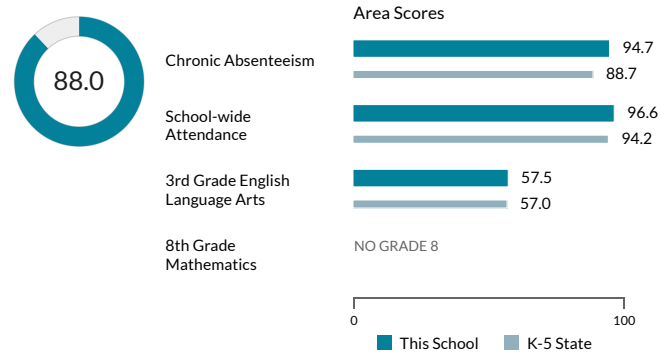 Area Scores
88.0
Chronic Absenteeism
94.7
88.7
School-wide
Attendance
96.6
94.2
3rd Grade English
Language Arts
57.5
57.0
8th Grade
Mathematics
NO GRADE 8
0
100
This School
K-5 State